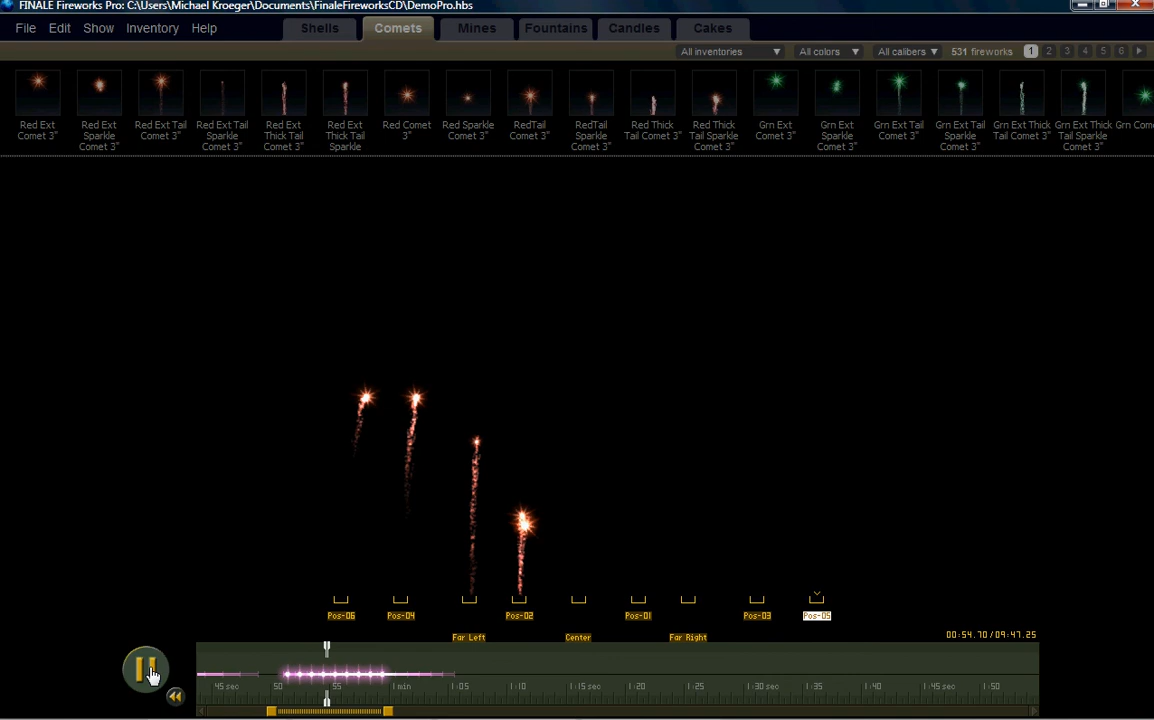 FINALE Fireworks Pro: C:\Users\Michael Kroeger\Documents\FinaleFireworksCD\DemoPro.hbs
File Edit Show Inventory Help Shells Comets Mines Fountains Candles Cakes
All inventories All colors All calibers 531 fireworks 1 2 3 4 5 6
Red Ext Comet 3"
Red Ext Sparkle Comet 3"
Red Ext Tail Comet 3"
Red Ext Tail Sparkle Comet 3"
Red Ext Thick Tail Comet 3"
Red Ext Thick Tail Sparkle
Red Comet 3"
Red Sparkle Comet 3"
RedTail Comet 3"
RedTail Sparkle Comet 3"
Red Thick Tail Comet 3"
Red Thick Tail Sparkle Comet 3"
Grn Ext Comet 3"
Grn Ext Sparkle Comet 3"
Grn Ext Tail Comet 3"
Grn Ext Tail Sparkle Comet 3"
Grn Ext Thick Tail Comet 3"
Grn Ext Thick Tail Sparkle Comet 3"
Grn Com
Pos-06 Pos-04 Pos-02 Pos-01 Pos-03 Pos-05
Far Left Center Far Right
00:54.70/09:47.25
45 sec 50 55 1 min 1:05 1:10 1:15 sec 1:20 1:25 1:30 sec 1:35 1:40 1:45 sec 1:50